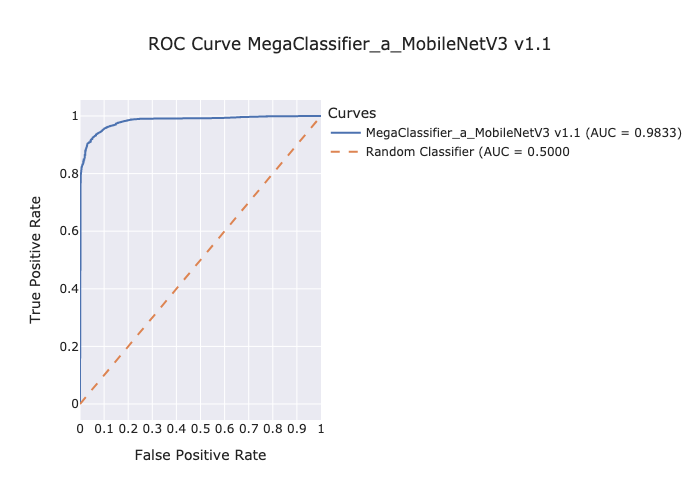 ROC Curve MegaClassifier_a_MobileNetV3 v1.1
Curves
MegaClassifier_a_MobileNetV3 v1.1 (AUC = 0.9833)
Random Classifier (AUC = 0.5000
True Positive Rate
1
0.8
0.6
0.4
0.2
0
0 0.1 0.2 0.3 0.4 0.5 0.6 0.7 0.8 0.9 1
False Positive Rate